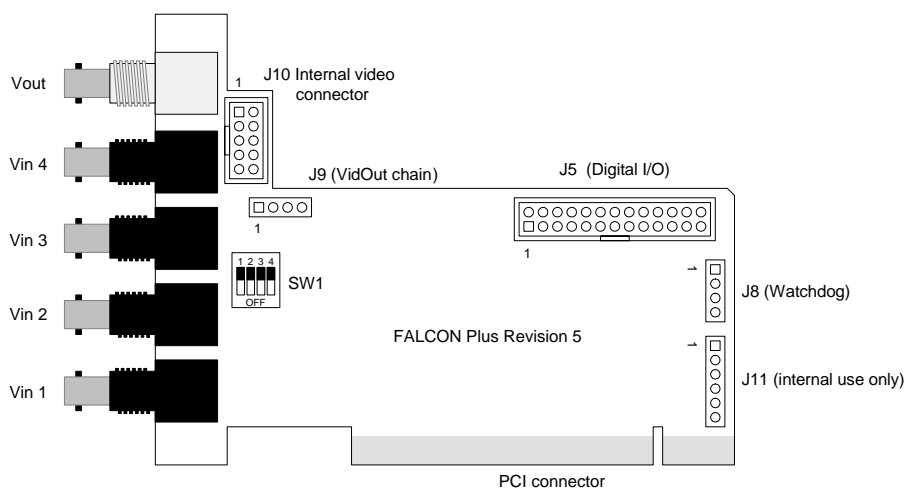 Vout
1
J10 Internal video
connector
Vin 4
J9 (VidOut chain)
J5 (Digital I/O)
1
1
Vin 3
1 2 3 4
OFF
SW1
1
J8 (Watchdog)
Vin 2
FALCON Plus Revision 5
1
J11 (internal use only)
Vin 1
PCI connector